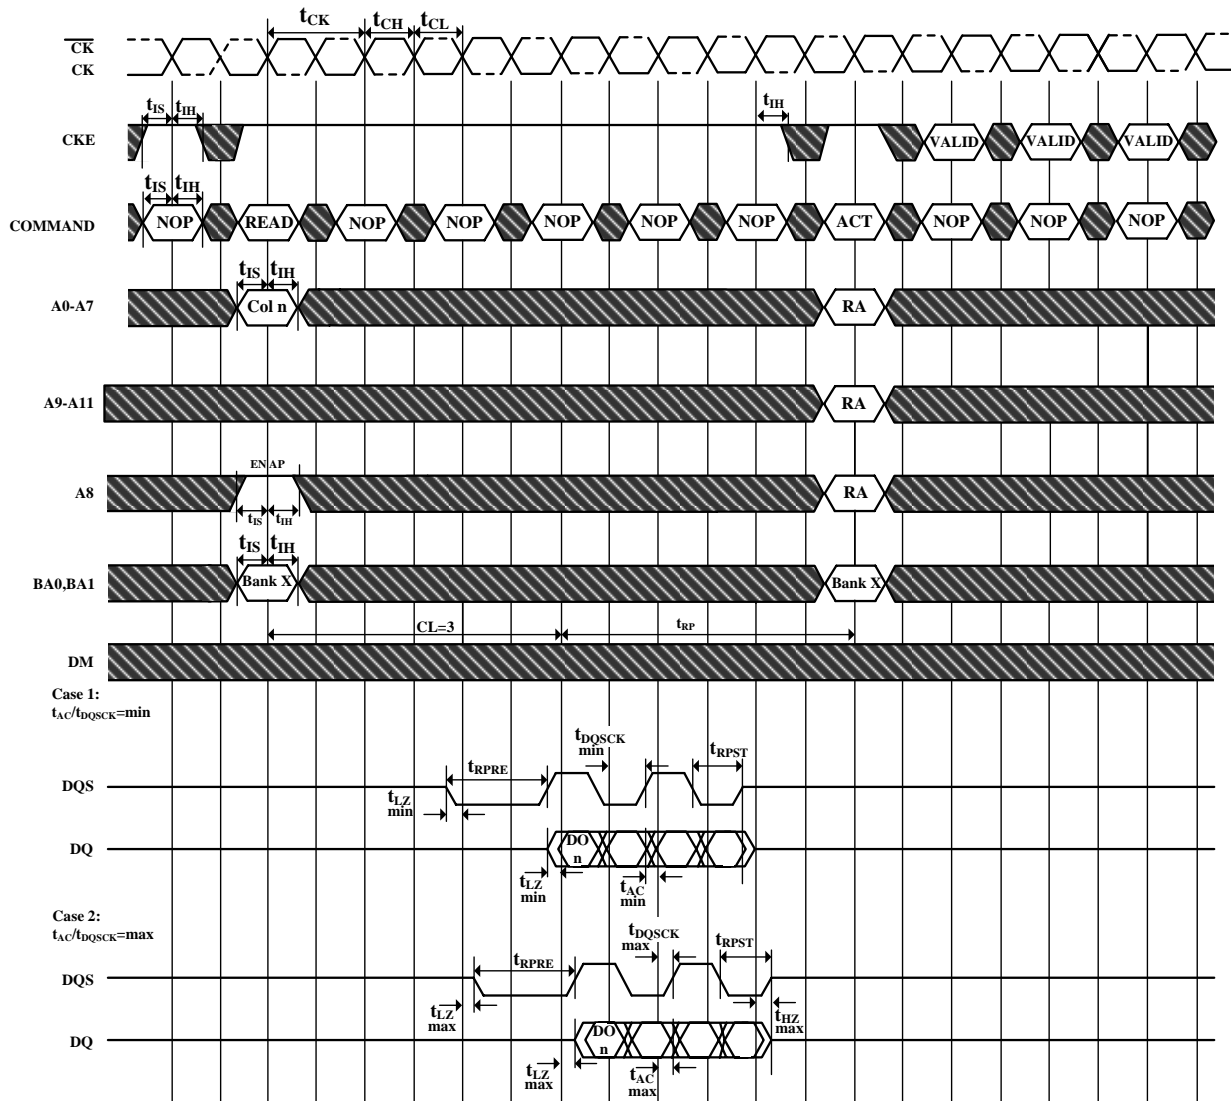 tCK tCH tCL
CK
CK
tIS tIH tIH
CKE VALID VALID VALID
tIS tIH
COMMAND NOP READ NOP NOP NOP NOP NOP ACT NOP NOP NOP
tIS tIH
A0-A7 Col n RA
A9-A11 RA
EN AP
A8 RA
tIS tIH
tIS tIH
BA0,BA1 Bank X Bank X
CL=3 tRP
DM
Case 1:
tAC/tDQSCK=min
tDQSCK
min
tRPST
tRPRE
DQS
tLZ
min
DQ DO
n
tLZ
min
tAC
min
Case 2:
tAC/tDQSCK=max
tDQSCK
max
tRPST
tRPRE
DQS
tLZ
max
tHZ
max
DQ DO
n
tLZ
max
tAC
max